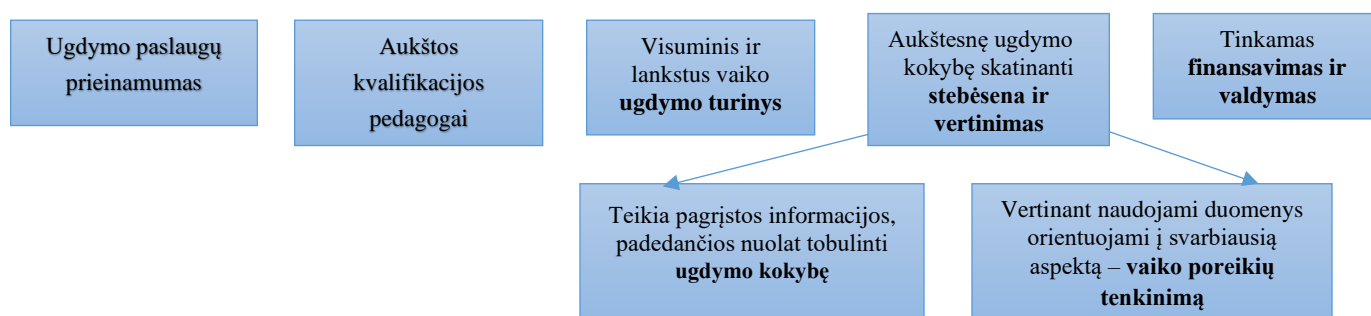 Ugdymo paslaugų
prieinamumas
Aukštos
kvalifikacijos
pedagogai
Visuminis ir
lankstus vaiko
ugdymo turinys
Aukštesnę ugdymo
kokybę skatinanti
stebėsena ir
vertinimas
Tinkamas
finansavimas ir
valdymas
Teikia pagrįstos informacijos,
padedančios nuolat tobulinti
ugdymo kokybę
Vertinant naudojami duomenys
orientuojami į svarbiausią
aspektą – vaiko poreikių
tenkinimą